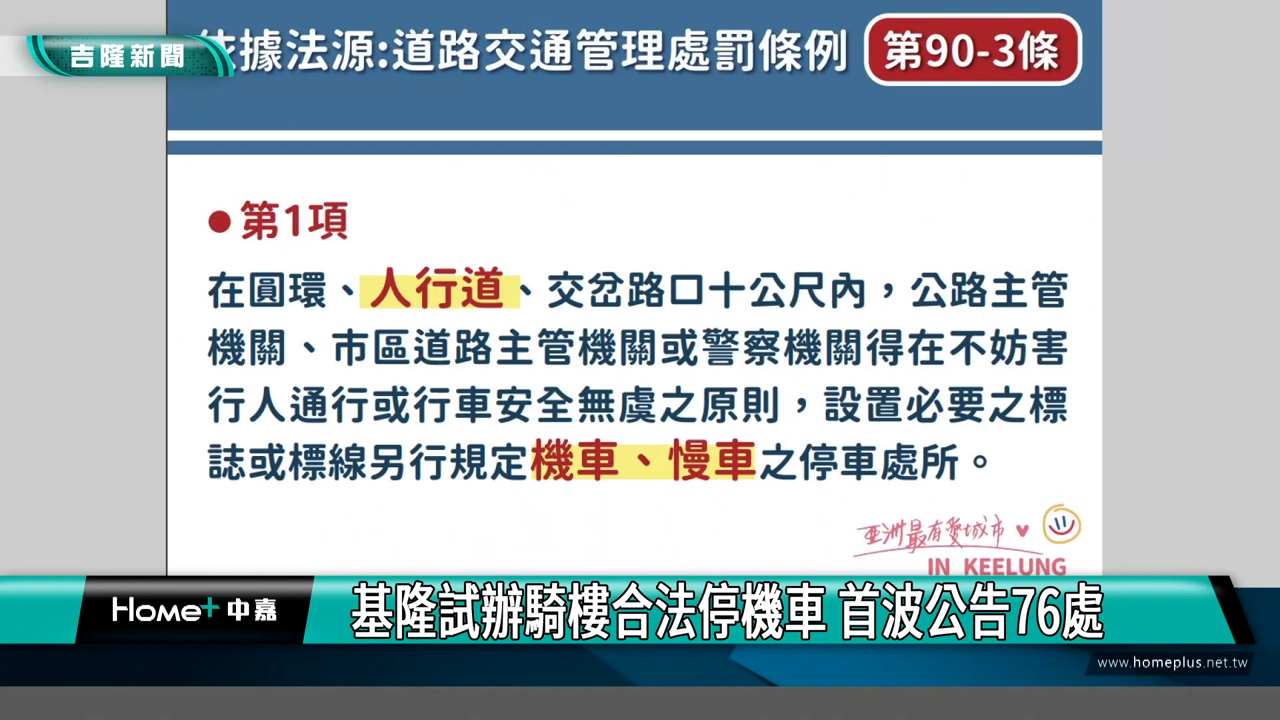 吉隆新聞
依據法源:道路交通管理處罰條例 第90-3條
●第1項
在圓環、人行道、交岔路口十公尺內，公路主管
機關、市區道路主管機關或警察機關得在不妨害
行人通行或行車安全無虞之原則，設置必要之標
誌或標線另行規定機車、慢車之停車處所。
亞洲最有愛城市
IN KEELUNG
Home+中嘉
基隆試辦騎樓合法停機車 首波公告76處
www.homeplus.net.tw